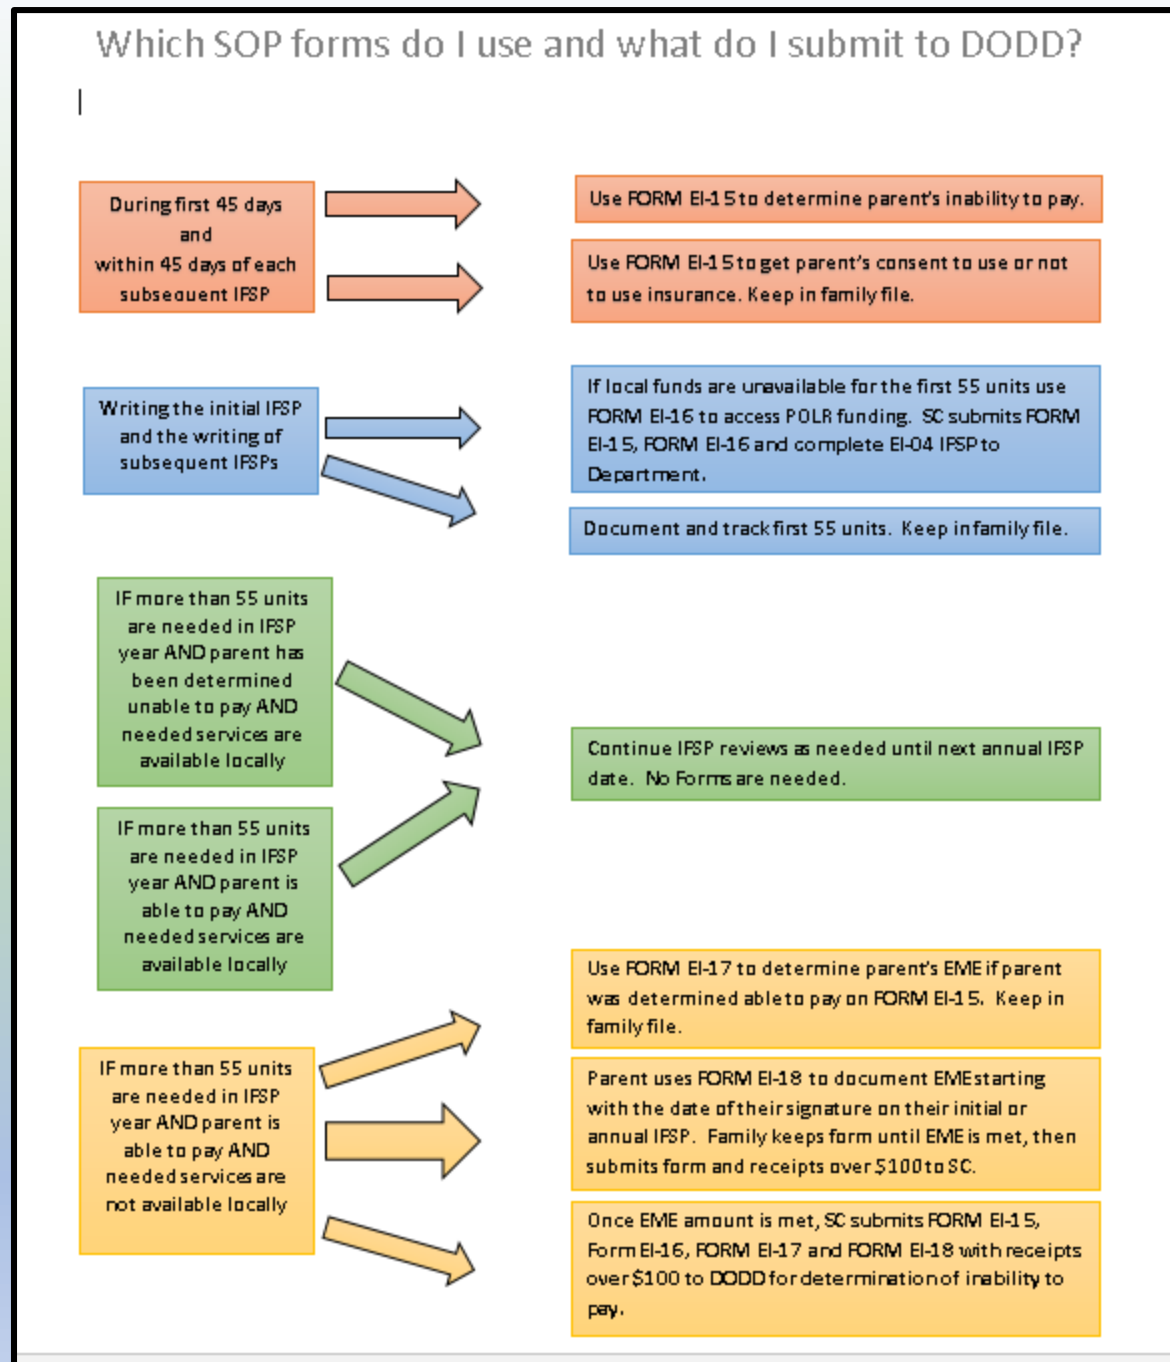 Which SOP forms do I use and what do I submit to DODD?
During first 45 days
and
within 45 days of each
subsequent IFSP
Use FORM EI-15 to determine parent's inability to pay.
Use FORM EI-15 to get parent's consent to use or not
to use insurance. Keep in family file.
Writing the initial IFSP
and the writing of
subsequent IFSPs
If local funds are unavailable for the first 55 units use
FORM EI-16 to access POLR funding. SC submits FORM
EI-15, FORM EI-16 and complete EI-04 IFSP to
Department.
Document and track first 55 units. Keep in family file.
IF more than 55 units
are needed in IFSP
year AND parent has
been determined
unable to pay AND
needed services are
available locally
IF more than 55 units
are needed in IFSP
year AND parent is
able to pay AND
needed services are
available locally
Continue IFSP reviews as needed until next annual IFSP
date. No Forms are needed.
IF more than 55 units
are needed in IFSP
year AND parent is
able to pay AND
needed services are
not available locally
Use FORM EI-17 to determine parent's EME if parent
was determined able to pay on FORM EI-15. Keep in
family file.
Parent uses FORM EI-18 to document EME starting
with the date of their signature on their initial or
annual IFSP. Family keeps form until EME is met, then
submits form and receipts over $100 to SC.
Once EME amount is met, SC submits FORM EI-15,
Form EI-16, FORM EI-17 and FORM EI-18 with receipts
over $100 to DODD for determination of inability to
pay.